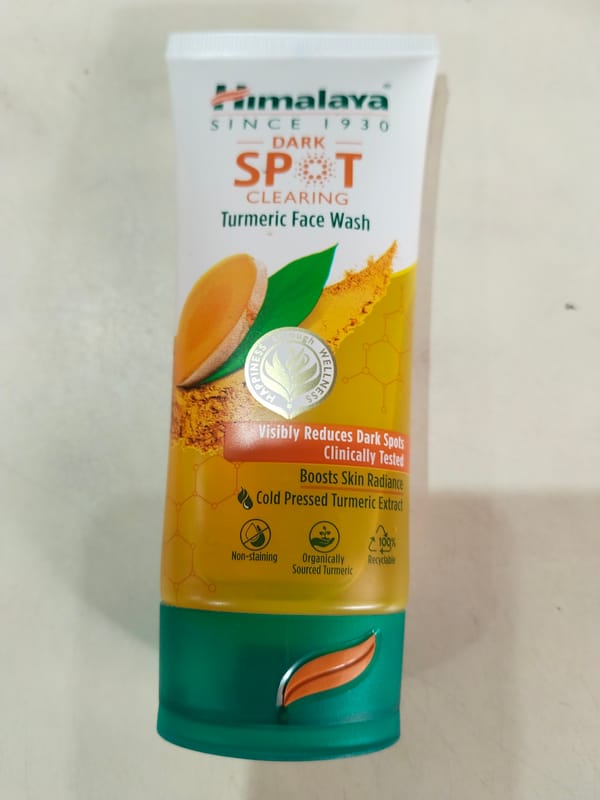 Himalaya
SINCE 1930
DARK
SPOT
CLEARING
Turmeric Face Wash
HAPPINESS through WELLNESS
Visibly Reduces Dark Spots
Clinically Tested
Boosts Skin Radiance
Cold Pressed Turmeric Extract
Non-staining
Organically
Sourced Turmeric
100%
Recyclable